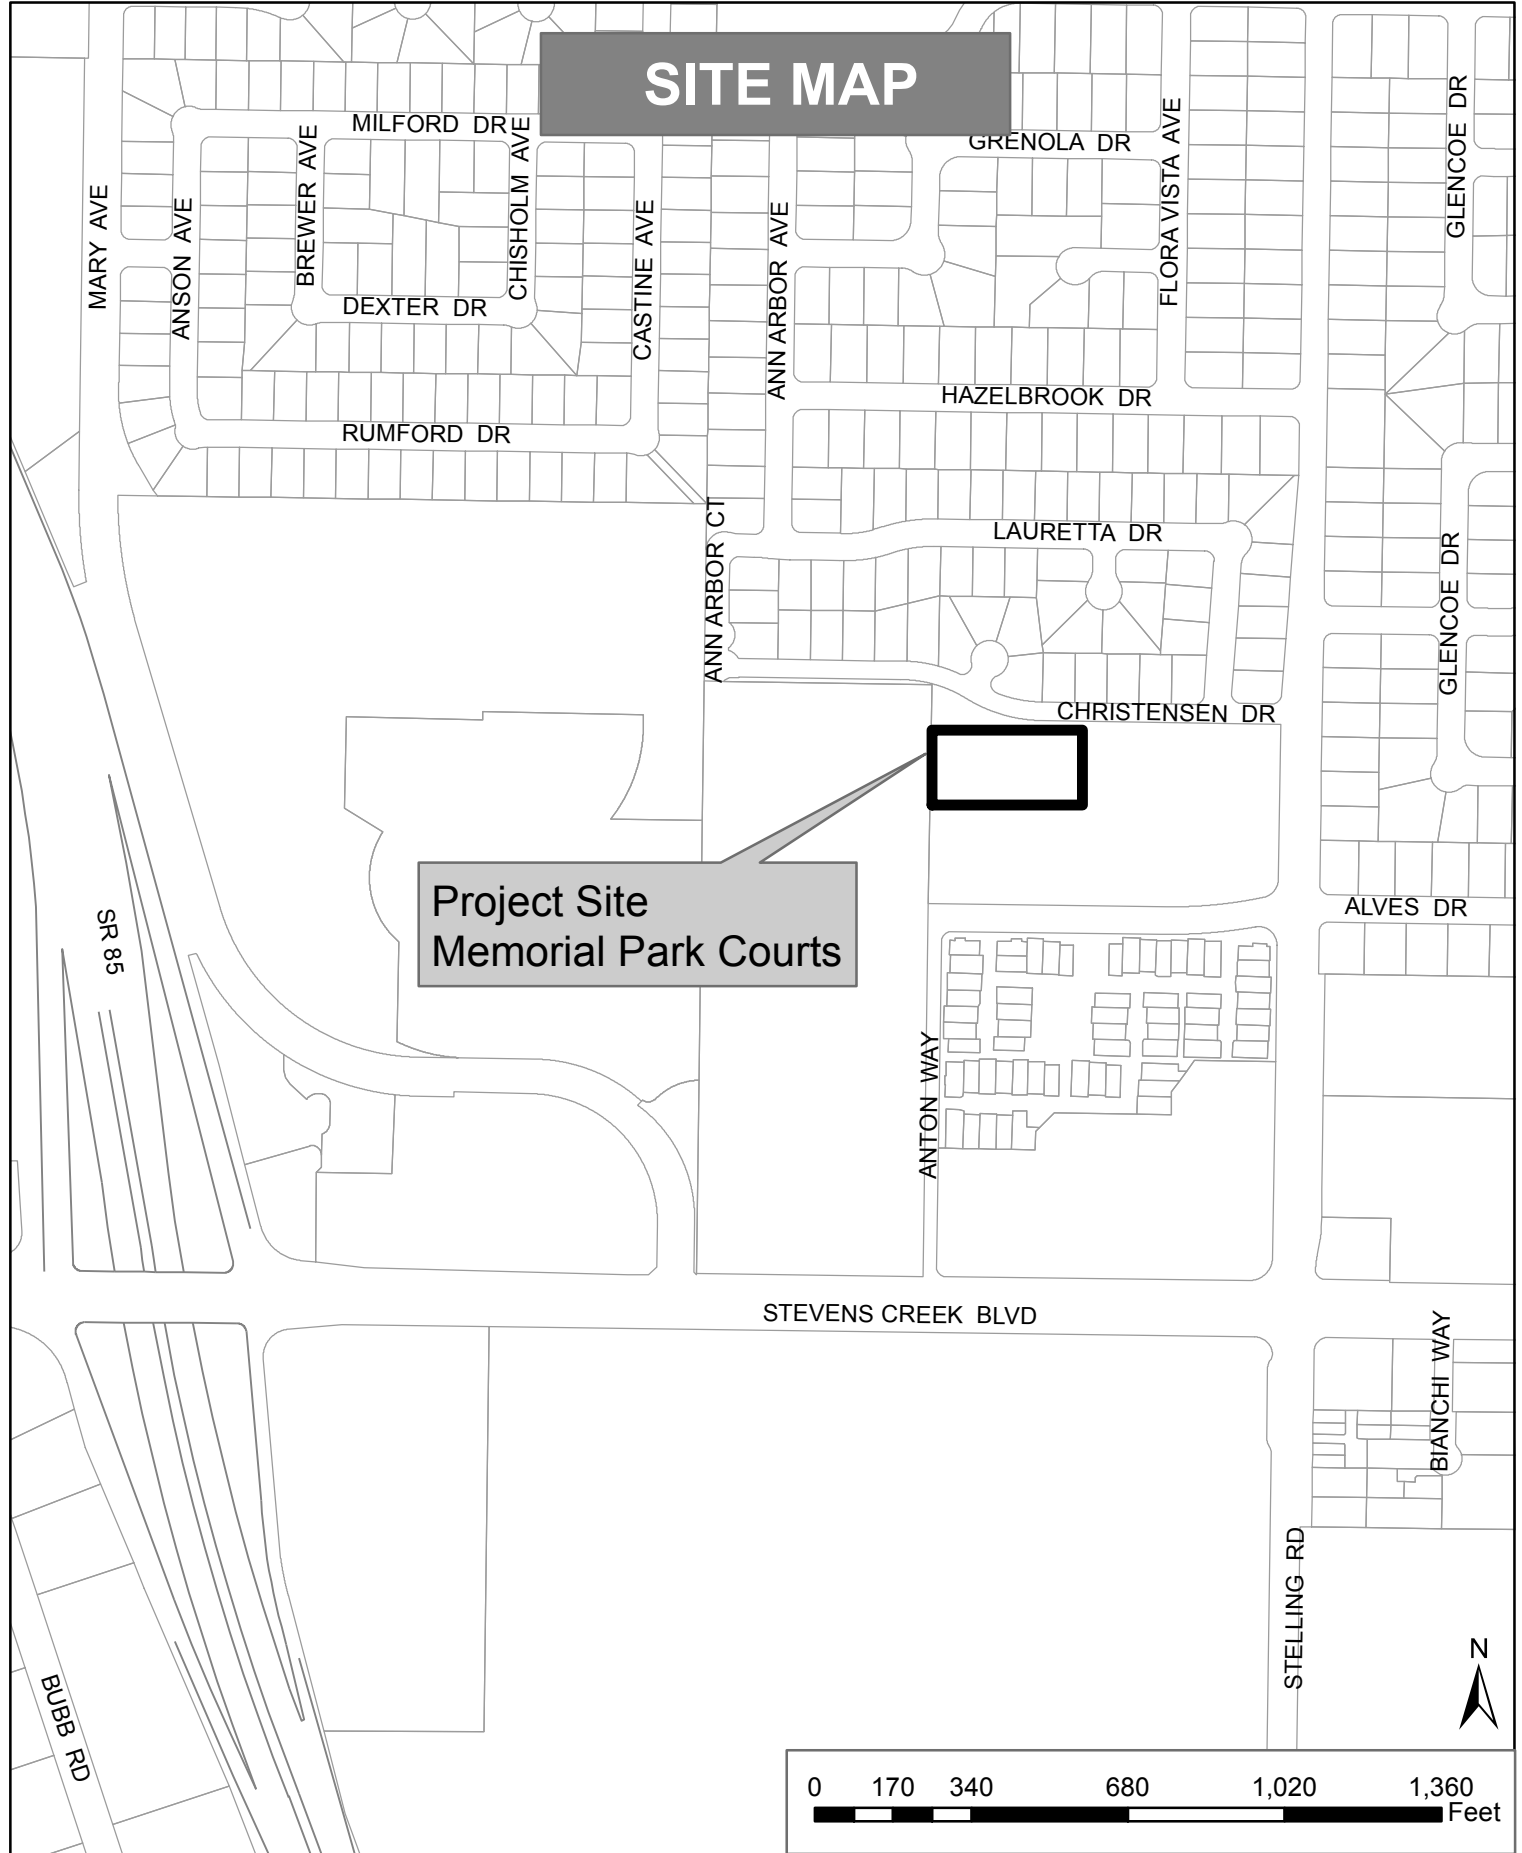 SITE MAP
MILFORD DR
GRENOLA DR
MARY AVE
ANSON AVE
BREWER AVE
CHISHOLM AVE
CASTINE AVE
ANN ARBOR AVE
FLORA VISTA AVE
GLENCOE DR
DEXTER DR
HAZELBROOK DR
RUMFORD DR
ANN ARBOR CT
LAURETTA DR
GLENCOE DR
CHRISTENSEN DR
Project Site
Memorial Park Courts
ALVES DR
SR 85
ANTON WAY
STEVENS CREEK BLVD
BIANCHI WAY
STELLING RD
BUBB RD
N
0 170 340 680 1,020 1,360
Feet